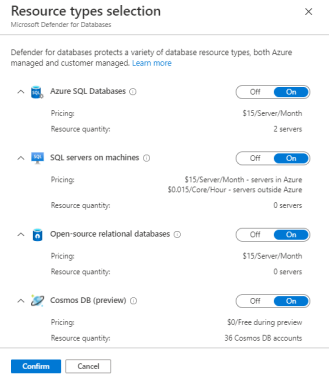 Resource types selection
Microsoft Defender for Databases
Defender for databases protects a variety of database resource types, both Azure
managed and customer managed. Learn more
Azure SQL Databases
Off On
Pricing: $15/Server/Month
Resource quantity: 2 servers
SQL servers on machines
Off On
Pricing: $15/Server/Month - servers in Azure
$0.015/Core/Hour - servers outside Azure
Resource quantity: 0 servers
Open-source relational databases
Off On
Pricing: $15/Server/Month
Resource quantity: 0 servers
Cosmos DB (preview)
Off On
Pricing: $0/Free during preview
Resource quantity: 36 Cosmos DB accounts
Confirm Cancel